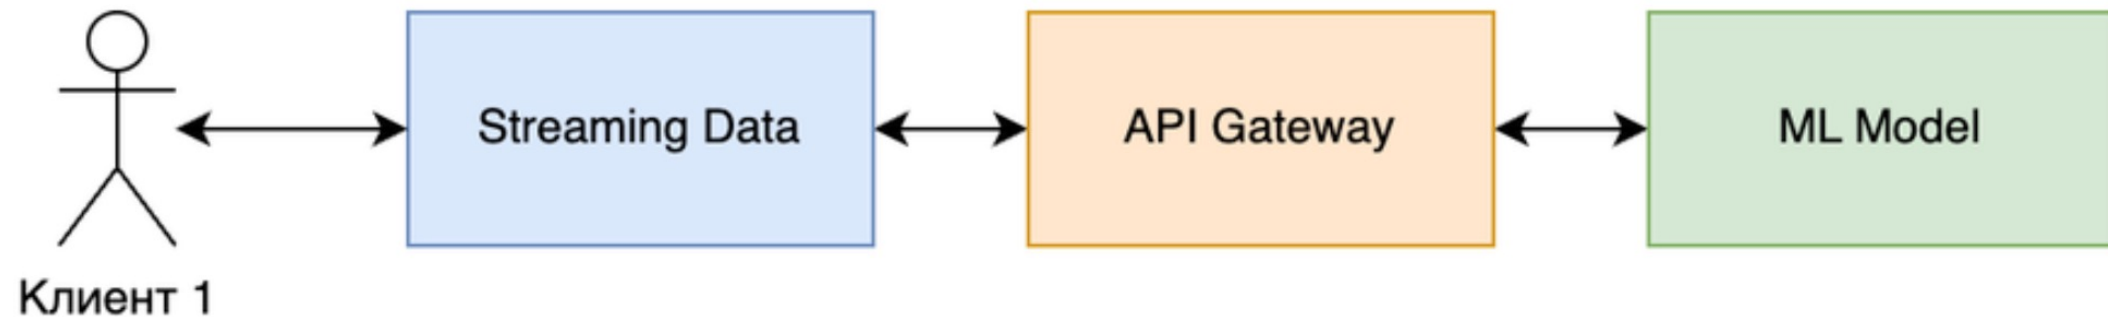 Streaming Data
API Gateway
ML Model
Клиент 1